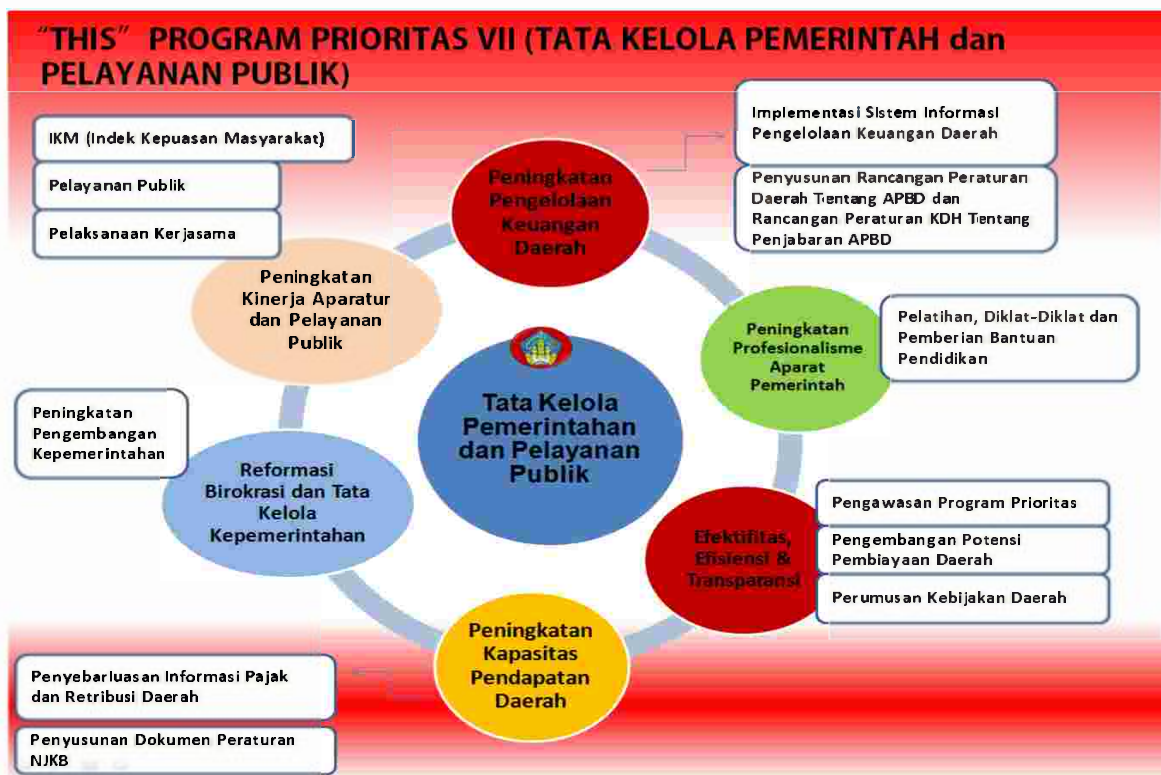 “THIS” PROGRAM PRIORITAS VII (TATA KELOLA PEMERINTAH dan
PELAYANAN PUBLIK)
IKM (Indek Kepuasan Masyarakat)
Pelayanan Publik
Pelaksanaan Kerjasama
Peningkatan
Pengelolaan
Keuangan
Daerah
Implementasi Sistem Informasi
Pengelolaan Keuangan Daerah
Penyusunan Rancangan Peraturan
Daerah Tentang APBD dan
Rancangan Peraturan KDH Tentang
Penjabaran APBD
Peningkatan
Kinerja Aparatur
dan Pelayanan
Publik
Peningkatan
Profesionalisme
Aparat
Pemerintah
Pelatihan, Diklat-Diklat dan
Pemberian Bantuan
Pendidikan
Tata Kelola
Pemerintahan
dan Pelayanan
Publik
Peningkatan
Pengembangan
Kepemerintahan
Reformasi
Birokrasi dan Tata
Kelola
Kepemerintahan
Efektifitas,
Efisiensi &
Transparansi
Pengawasan Program Prioritas
Pengembangan Potensi
Pembiayaan Daerah
Perumusan Kebijakan Daerah
Peningkatan
Kapasitas
Pendapatan
Daerah
Penyebarluasan Informasi Pajak
dan Retribusi Daerah
Penyusunan Dokumen Peraturan
NJKB